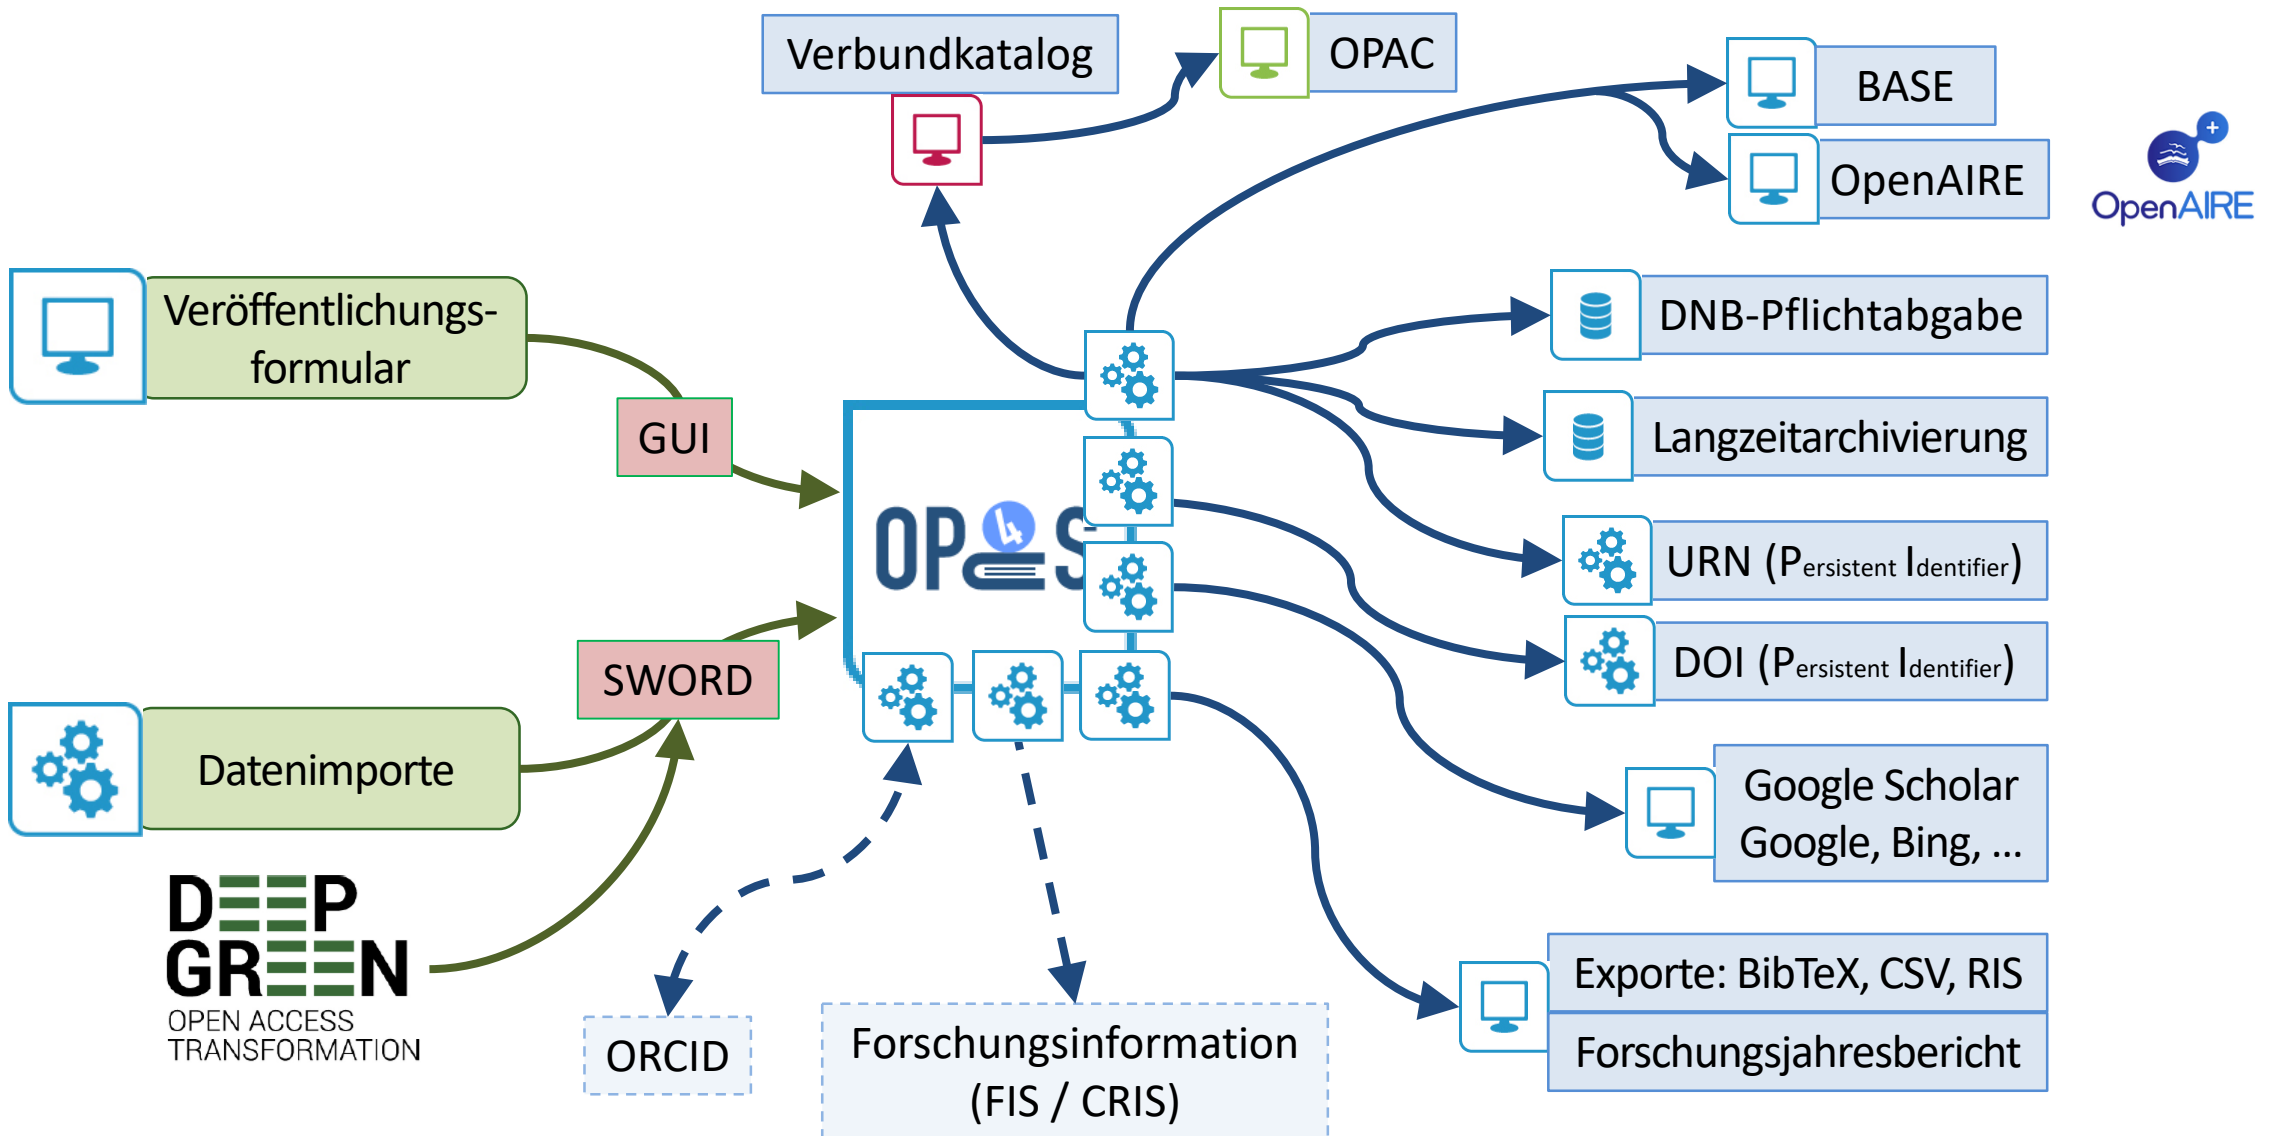 Verbundkatalog
OPAC
BASE
OpenAIRE
OpenAIRE
Veröffentlichungs-
formular
GUI
DNB-Pflichtabgabe
Langzeitarchivierung
OPUS 4
URN (Persistent Identifier)
SWORD
DOI (Persistent Identifier)
Datenimporte
Google Scholar
Google, Bing, ...
DEEP
GREEN
OPEN ACCESS
TRANSFORMATION
Exporte: BibTeX, CSV, RIS
Forschungsjahresbericht
ORCID
Forschungsinformation
(FIS / CRIS)